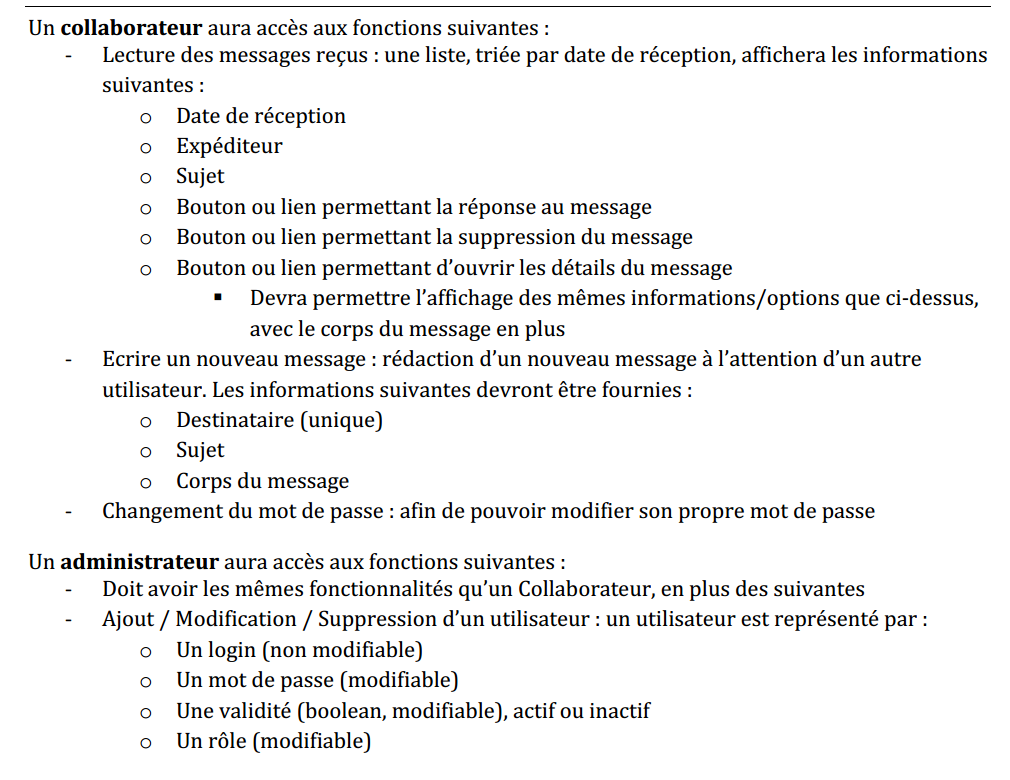 Un collaborateur aura accès aux fonctions suivantes :
- Lecture des messages reçus : une liste, triée par date de réception, affichera les informations
suivantes :
o Date de réception
o Expéditeur
o Sujet
o Bouton ou lien permettant la réponse au message
o Bouton ou lien permettant la suppression du message
o Bouton ou lien permettant d’ouvrir les détails du message
▪ Devra permettre l’affichage des mêmes informations/options que ci-dessus,
avec le corps du message en plus
- Ecrire un nouveau message : rédaction d’un nouveau message à l’attention d’un autre
utilisateur. Les informations suivantes devront être fournies :
o Destinataire (unique)
o Sujet
o Corps du message
- Changement du mot de passe : afin de pouvoir modifier son propre mot de passe
Un administrateur aura accès aux fonctions suivantes :
- Doit avoir les mêmes fonctionnalités qu’un Collaborateur, en plus des suivantes
- Ajout / Modification / Suppression d’un utilisateur : un utilisateur est représenté par :
o Un login (non modifiable)
o Un mot de passe (modifiable)
o Une validité (boolean, modifiable), actif ou inactif
o Un rôle (modifiable)